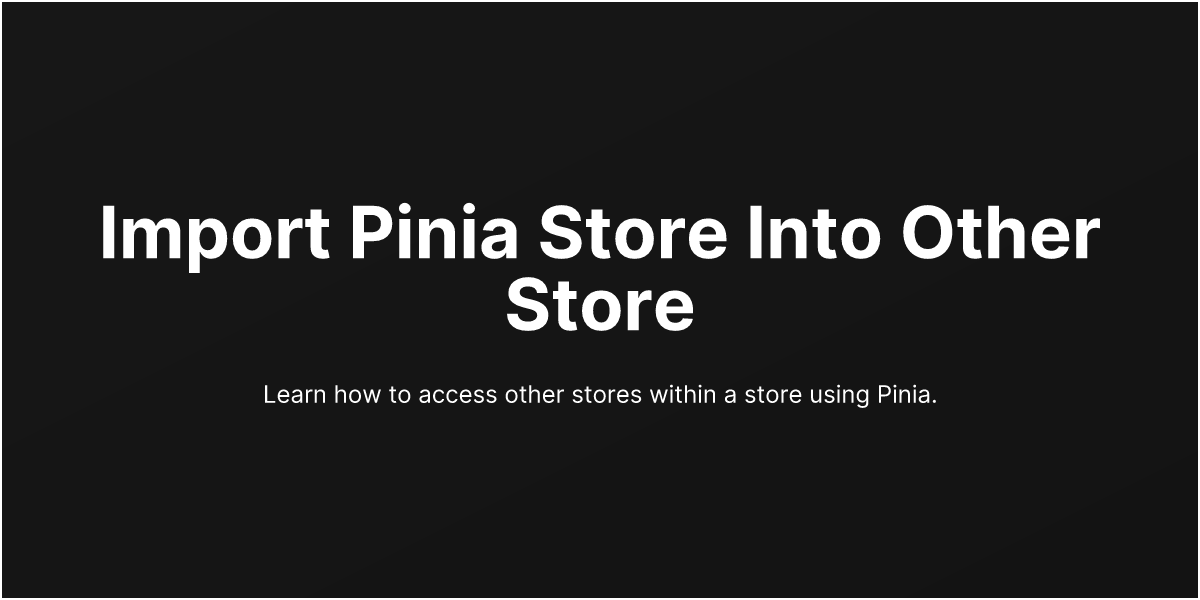 Import Pinia Store Into Other
Store
Learn how to access other stores within a store using Pinia.